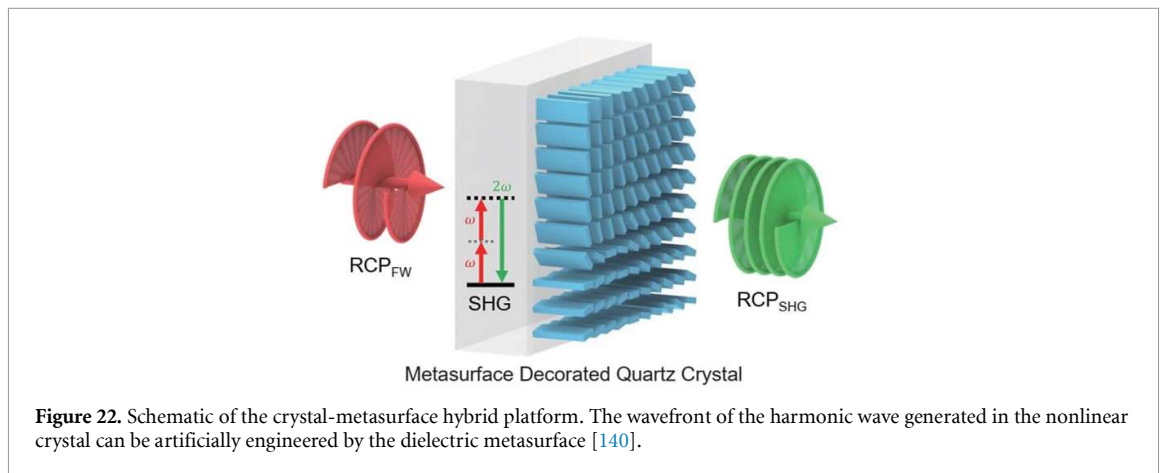 2ω
ω
ω
SHG
RCP_FW
RCP_SHG
Metasurface Decorated Quartz Crystal
Figure 22. Schematic of the crystal-metasurface hybrid platform. The wavefront of the harmonic wave generated in the nonlinear
crystal can be artificially engineered by the dielectric metasurface [140].